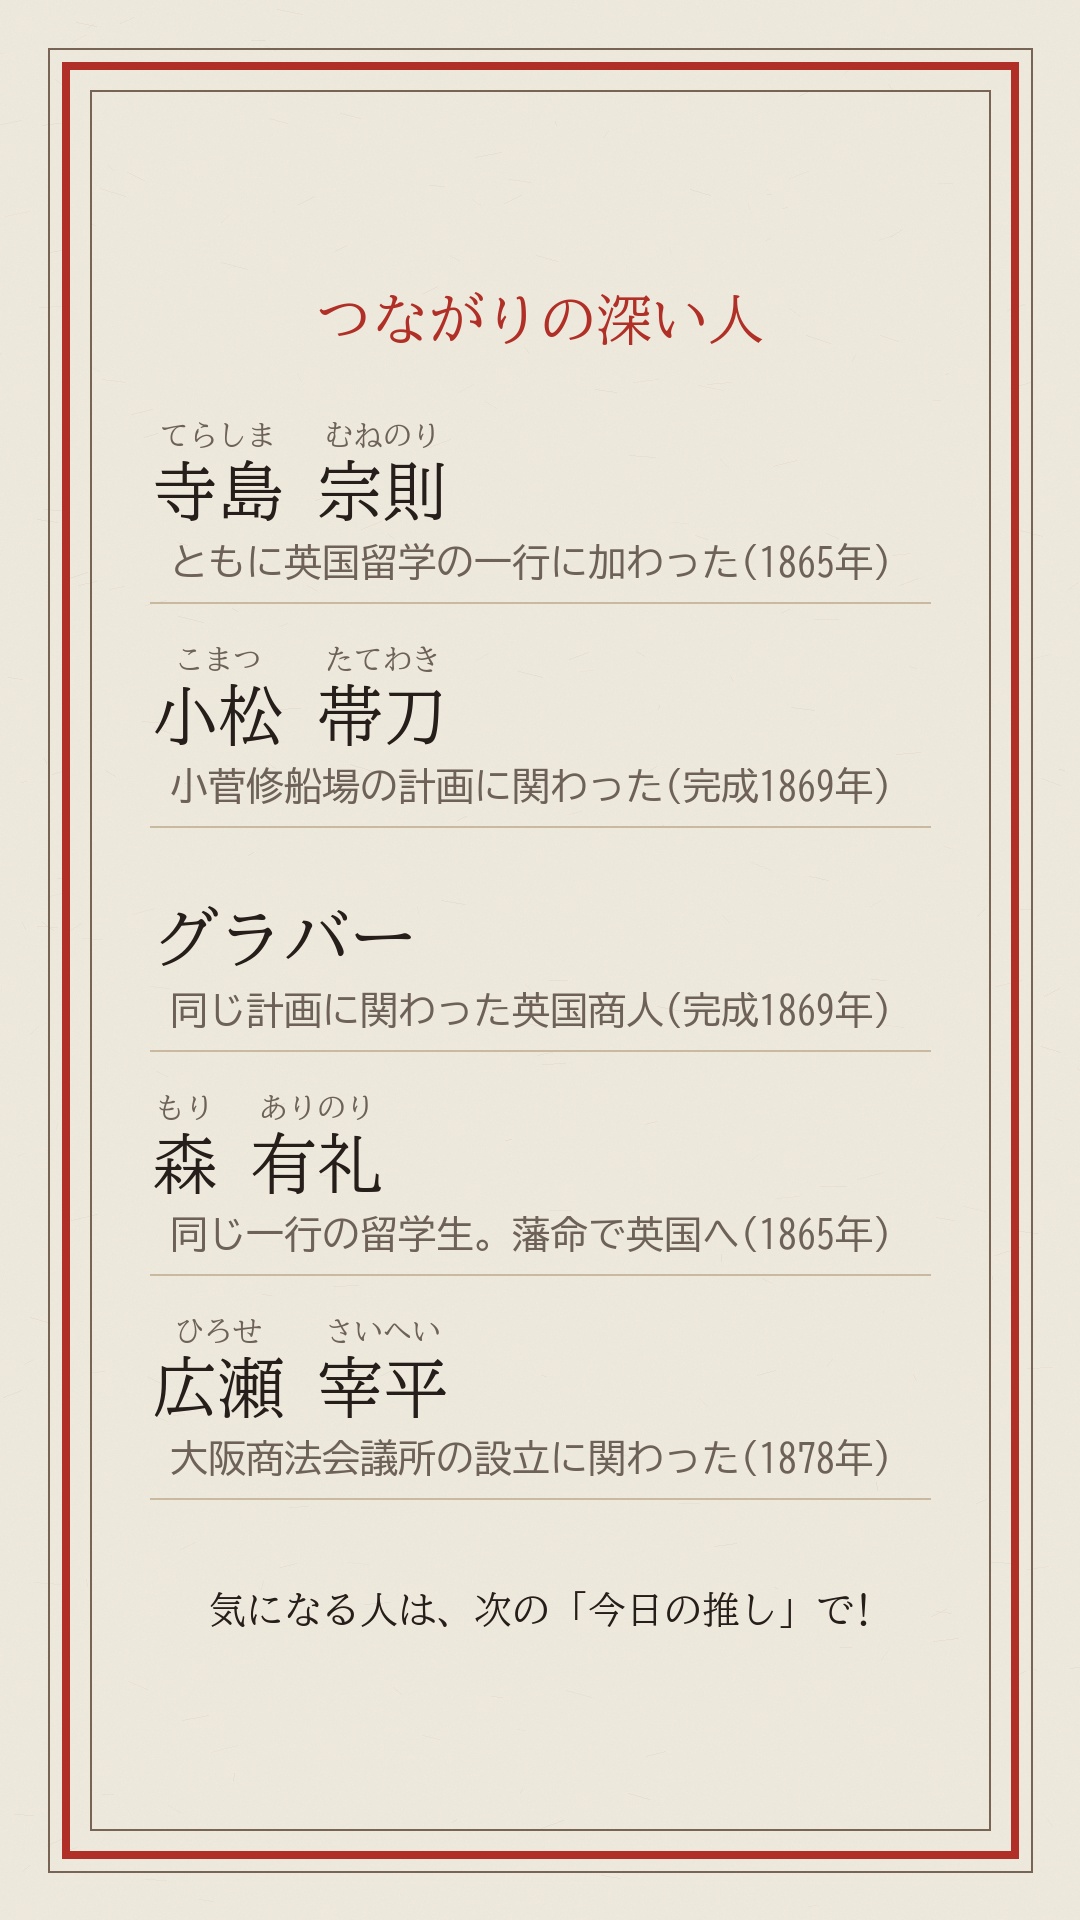 つながりの深い人
てらしま むねのり
寺島 宗則
ともに英国留学の一行に加わった(1865年)
こまつ たてわき
小松 帯刀
小菅修船場の計画に関わった(完成1869年)
グラバー
同じ計画に関わった英国商人(完成1869年)
もり ありのり
森 有礼
同じ一行の留学生。藩命で英国へ(1865年)
ひろせ さいへい
広瀬 宰平
大阪商法会議所の設立に関わった(1878年)
気になる人は、次の「今日の推し」で!